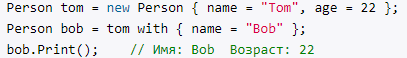 Person tom = new Person { name = "Tom", age = 22 };
Person bob = tom with { name = "Bob" };
bob.Print();    // Имя: Bob  Возраст: 22